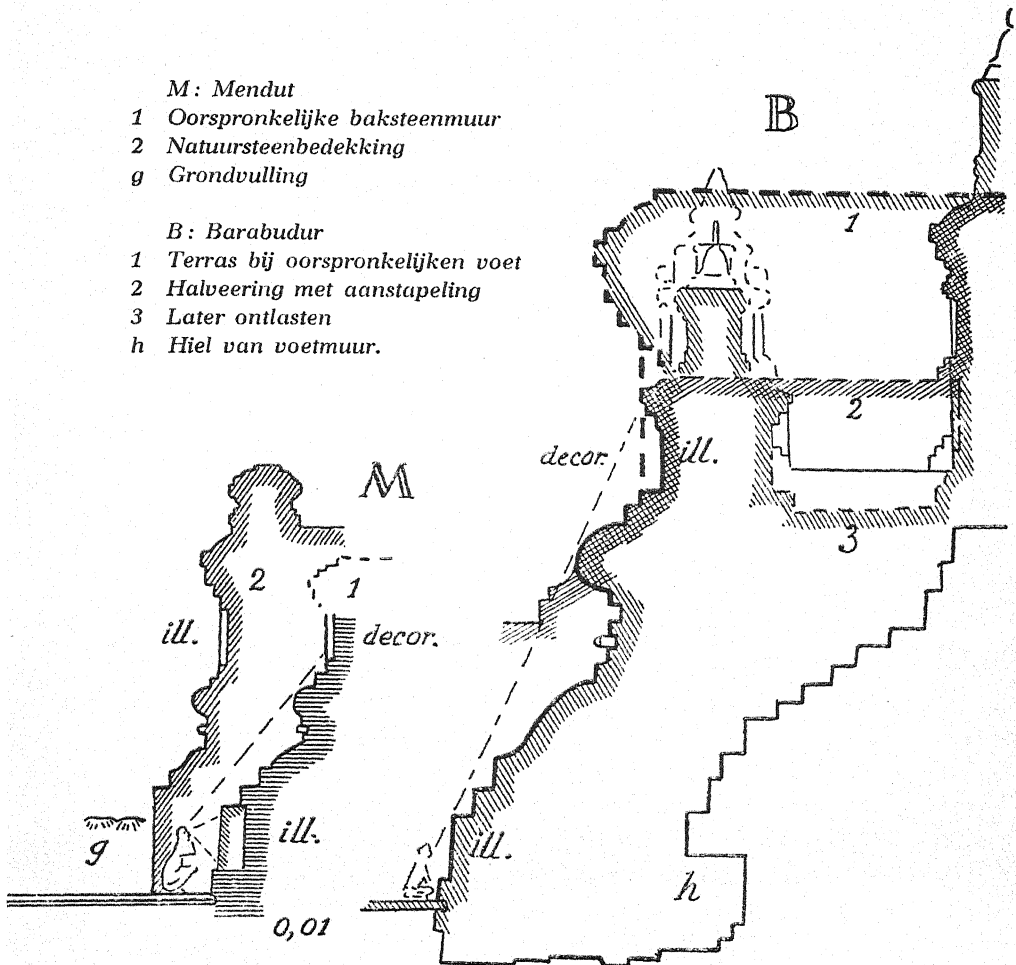 M: Mendut
1 Oorspronkelijke baksteenmuur
2 Natuursteenbedekking
g Grondvulling
B: Barabudur
1 Terras bij oorspronkelijken voet
2 Halveering met aanstapeling
3 Later ontlasten
h Hiel van voetmuur.
B
1
2
decor. ill.
3
M
2 1
ill. decor.
g
ill.
ill.
h
0,01